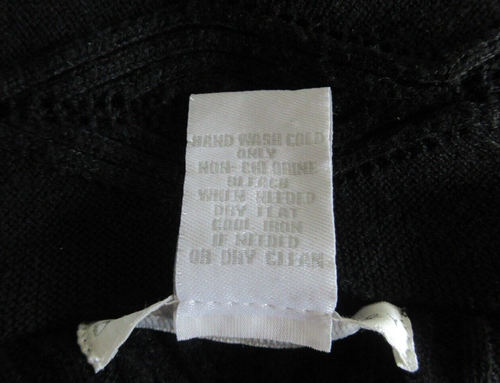 HAND WASH COLD
ONLY
NON-CHLORINE
BLEACH
WHEN NEEDED
DRY FLAT
COOL IRON
IF NEEDED
OR DRY CLEAN